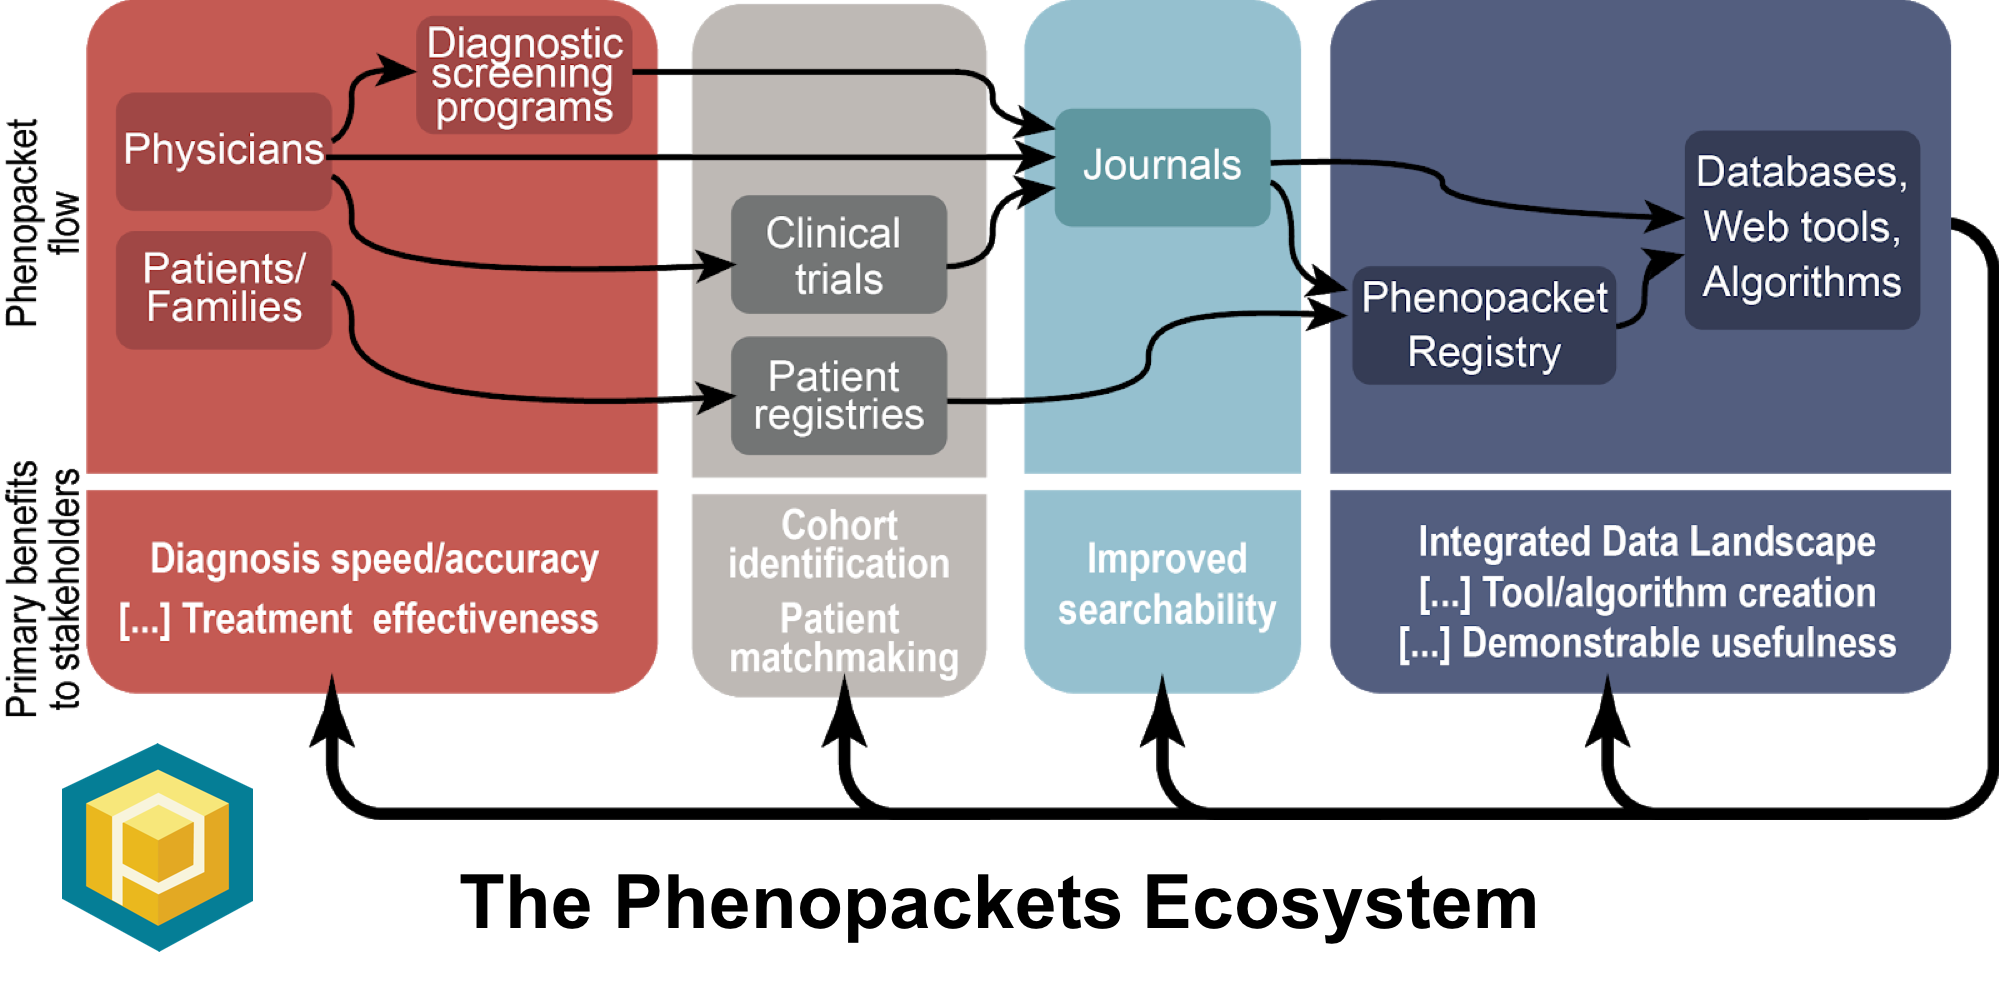 Phenopacket
flow
Physicians
Patients/
Families
Diagnostic
screening
programs
Clinical
trials
Patient
registries
Journals
Phenopacket
Registry
Databases,
Web tools,
Algorithms
Primary benefits
to stakeholders
Diagnosis speed/accuracy
[...] Treatment effectiveness
Cohort
identification
Patient
matchmaking
Improved
searchability
Integrated Data Landscape
[...] Tool/algorithm creation
[...] Demonstrable usefulness
The Phenopackets Ecosystem